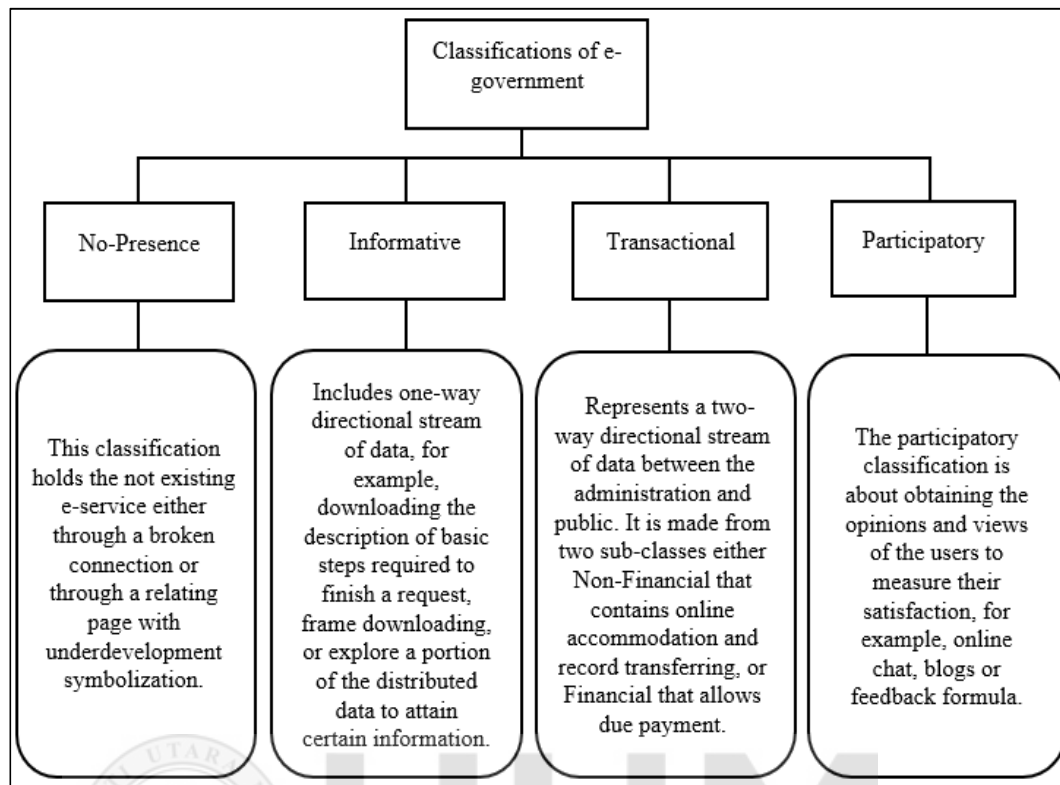 Classifications of e-
government
No-Presence
Informative
Transactional
Participatory
This classification
holds the not existing
e-service either
through a broken
connection or
through a relating
page with
underdevelopment
symbolization.
Includes one-way
directional stream
of data, for
example,
downloading the
description of basic
steps required to
finish a request,
frame downloading,
or explore a portion
of the distributed
data to attain
certain information.
Represents a two-
way directional stream
of data between the
administration and
public. It is made from
two sub-classes either
Non-Financial that
contains online
accommodation and
record transferring, or
Financial that allows
due payment.
The participatory
classification is
about obtaining the
opinions and views
of the users to
measure their
satisfaction, for
example, online
chat, blogs or
feedback formula.
UTARA